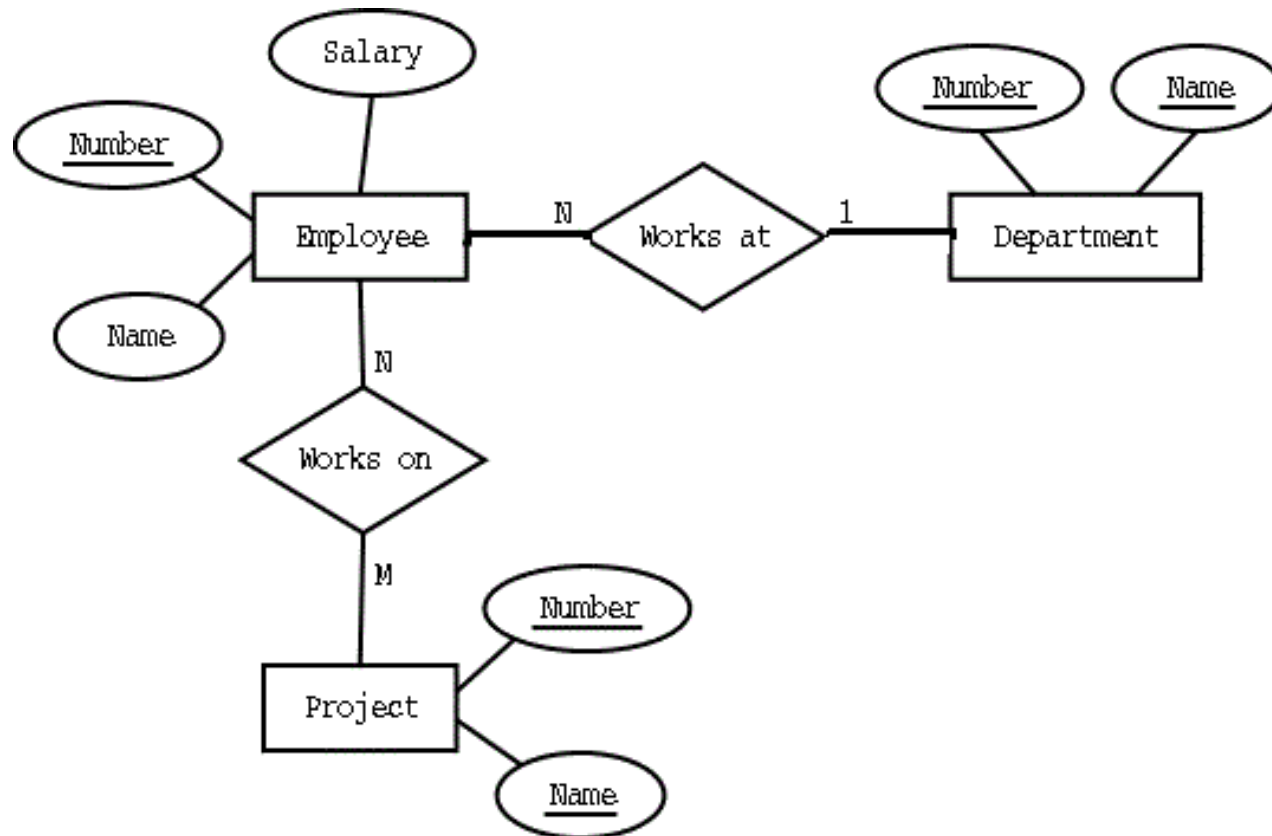 Salary
Number
Name
Number
Employee
N
Works at
1
Department
Name
N
Works on
M
Number
Project
Name